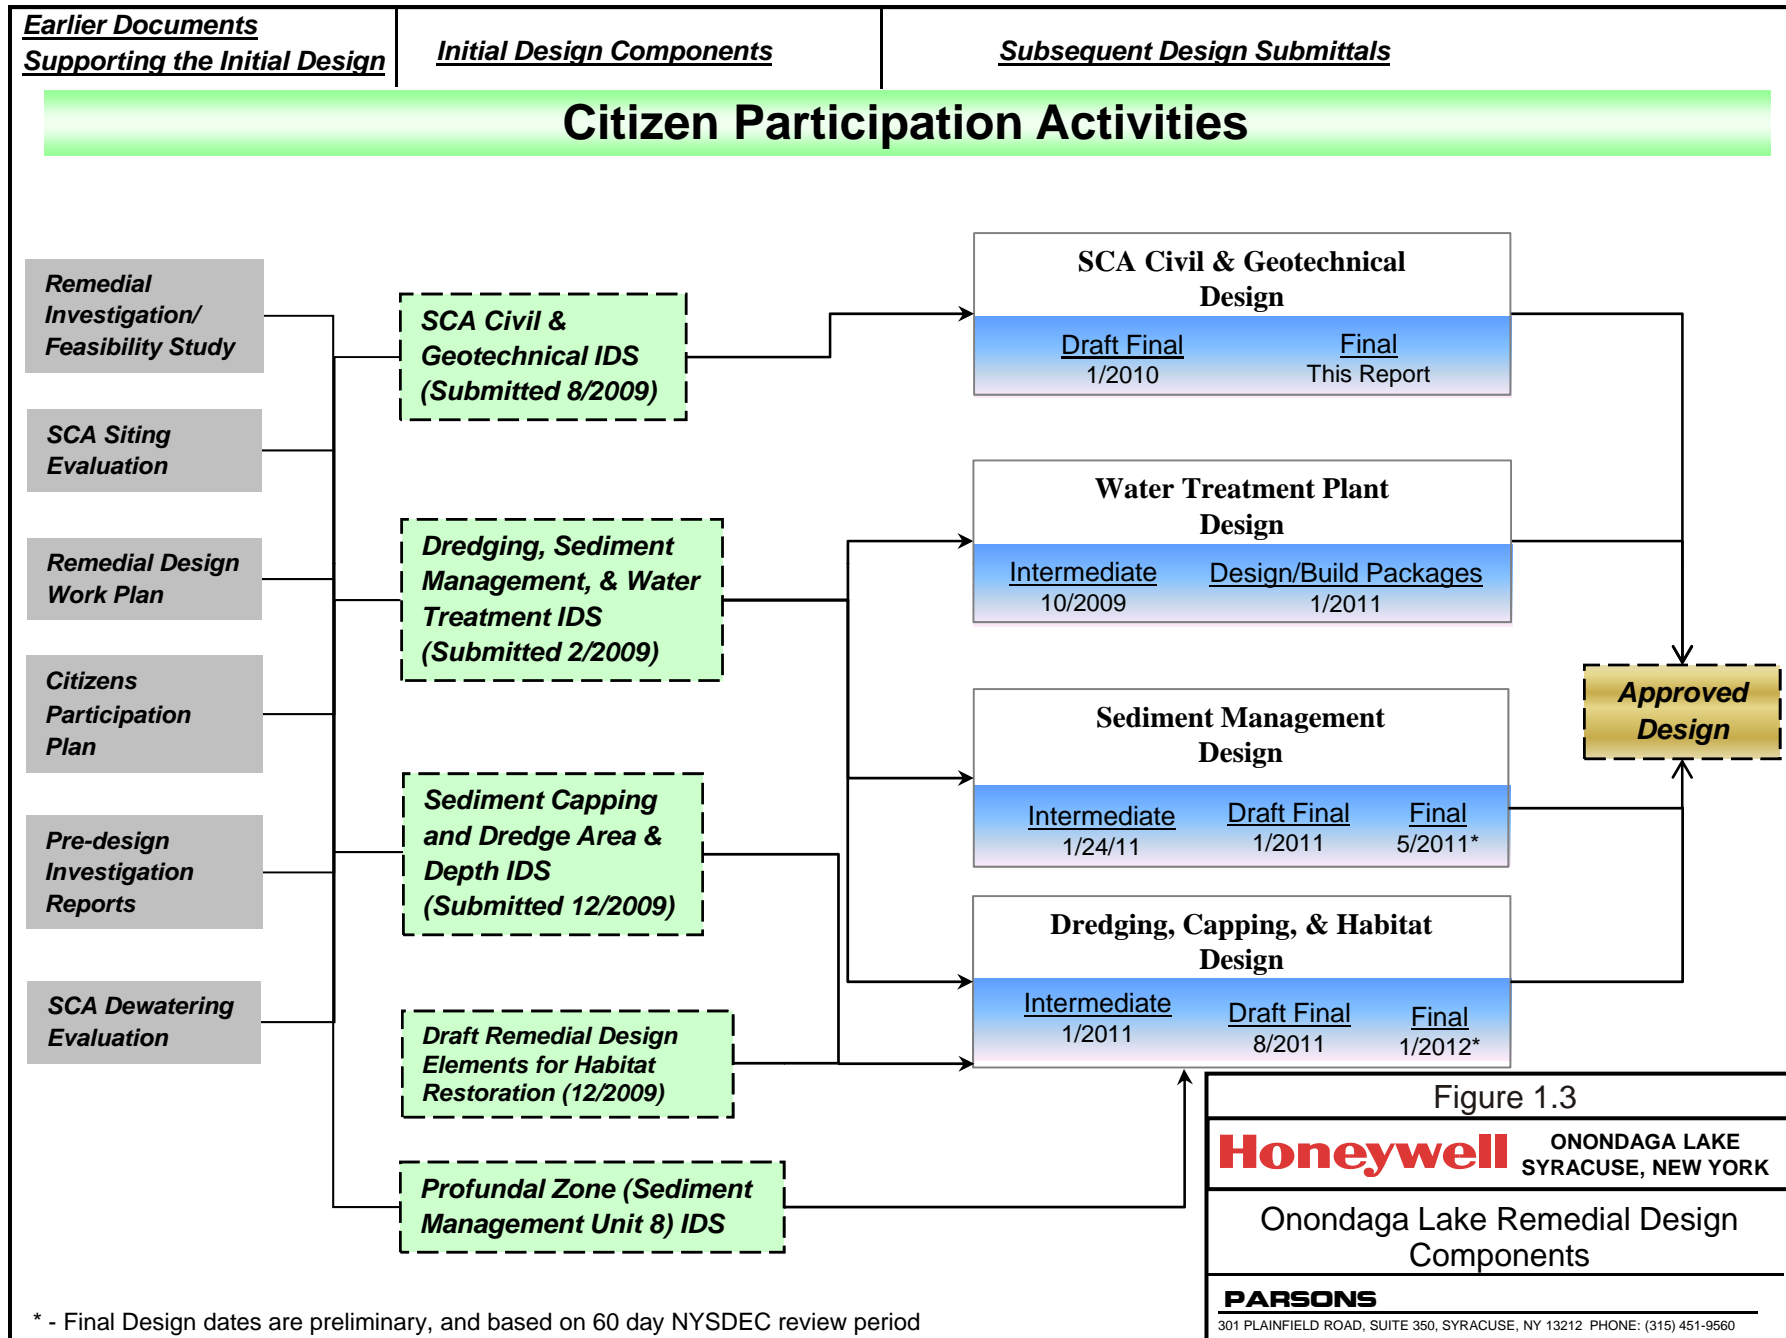 Earlier Documents
Supporting the Initial Design
Initial Design Components
Subsequent Design Submittals
Citizen Participation Activities
Remedial
Investigation/
Feasibility Study
SCA Siting
Evaluation
Remedial Design
Work Plan
Citizens
Participation
Plan
Pre-design
Investigation
Reports
SCA Dewatering
Evaluation
SCA Civil &
Geotechnical IDS
(Submitted 8/2009)
Dredging, Sediment
Management, & Water
Treatment IDS
(Submitted 2/2009)
Sediment Capping
and Dredge Area &
Depth IDS
(Submitted 12/2009)
Draft Remedial Design
Elements for Habitat
Restoration (12/2009)
Profundal Zone (Sediment
Management Unit 8) IDS
SCA Civil & Geotechnical
Design
Draft Final
1/2010
Final
This Report
Water Treatment Plant
Design
Intermediate
10/2009
Design/Build Packages
1/2011
Sediment Management
Design
Intermediate
1/24/11
Draft Final
1/2011
Final
5/2011*
Dredging, Capping, & Habitat
Design
Intermediate
1/2011
Draft Final
8/2011
Final
1/2012*
Approved
Design
Figure 1.3
Honeywell
ONONDAGA LAKE
SYRACUSE, NEW YORK
Onondaga Lake Remedial Design
Components
PARSONS
301 PLAINFIELD ROAD, SUITE 350, SYRACUSE, NY 13212 PHONE: (315) 451-9560
* - Final Design dates are preliminary, and based on 60 day NYSDEC review period